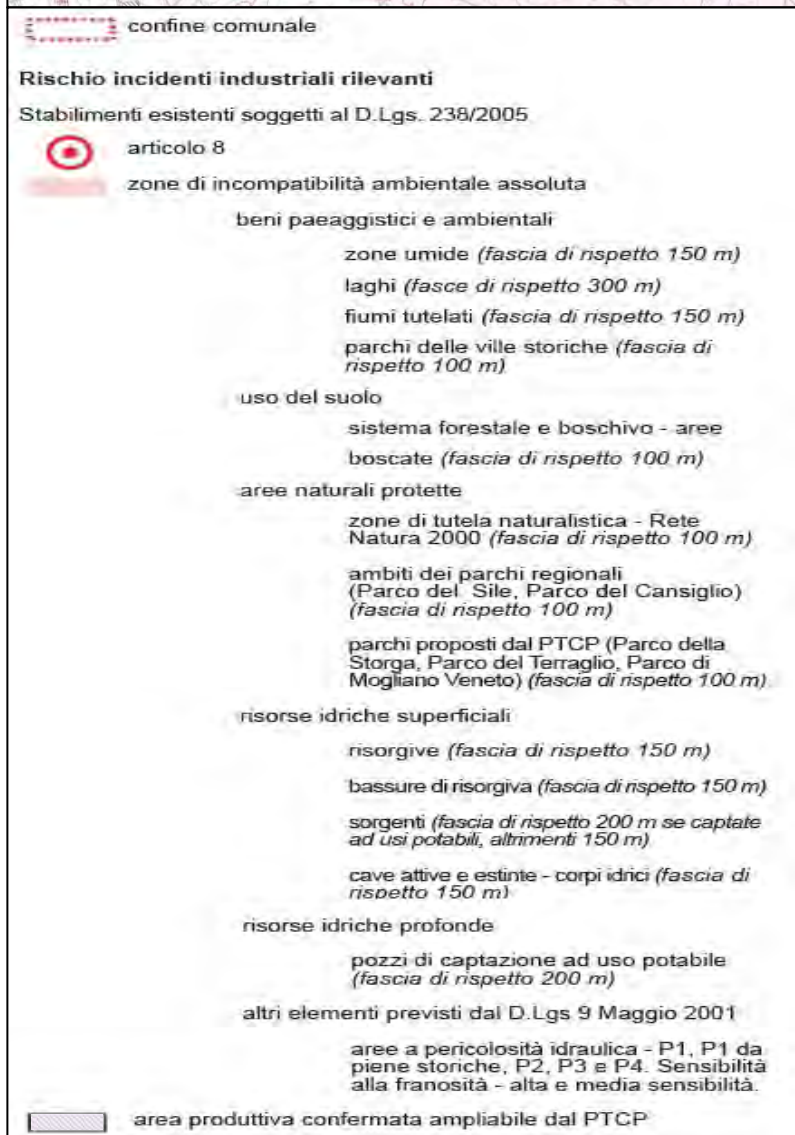 confine comunale
Rischio incidenti industriali rilevanti
Stabilimenti esistenti soggetti al D.Lgs. 238/2005
articolo 8
zone di incompatibilità ambientale assoluta
beni paeaggistici e ambientali
zone umide (fascia di rispetto 150 m)
laghi (fasce di rispetto 300 m)
fiumi tutelati (fascia di rispetto 150 m)
parchi delle ville storiche (fascia di
rispetto 100 m)
uso del suolo
sistema forestale e boschivo - aree
boscate (fascia di rispetto 100 m)
aree naturali protette
zone di tutela naturalistica - Rete
Natura 2000 (fascia di rispetto 100 m)
ambiti dei parchi regionali
(Parco del Sile, Parco del Cansiglio)
(fascia di rispetto 100 m)
parchi proposti dal PTCP (Parco della
Storga, Parco del Terraglio, Parco di
Mogliano Veneto) (fascia di rispetto 100 m).
risorse idriche superficiali
risorgive (fascia di rispetto 150 m)
bassure di risorgiva (fascia di rispetto 150 m)
sorgenti (fascia di rispetto 200 m se captate
ad usi potabili, altrimenti 150 m)
cave attive e estinte - corpi idrici (fascia di
rispetto 150 m)
risorse idriche profonde
pozzi di captazione ad uso potabile
(fascia di rispetto 200 m)
altri elementi previsti dal D.Lgs 9 Maggio 2001
aree a pericolosità idraulica - P1, P1 da
piene storiche, P2, P3 e P4. Sensibilità
alla franosità - alta e media sensibilità.
area produttiva confermata ampliabile dal PTCP